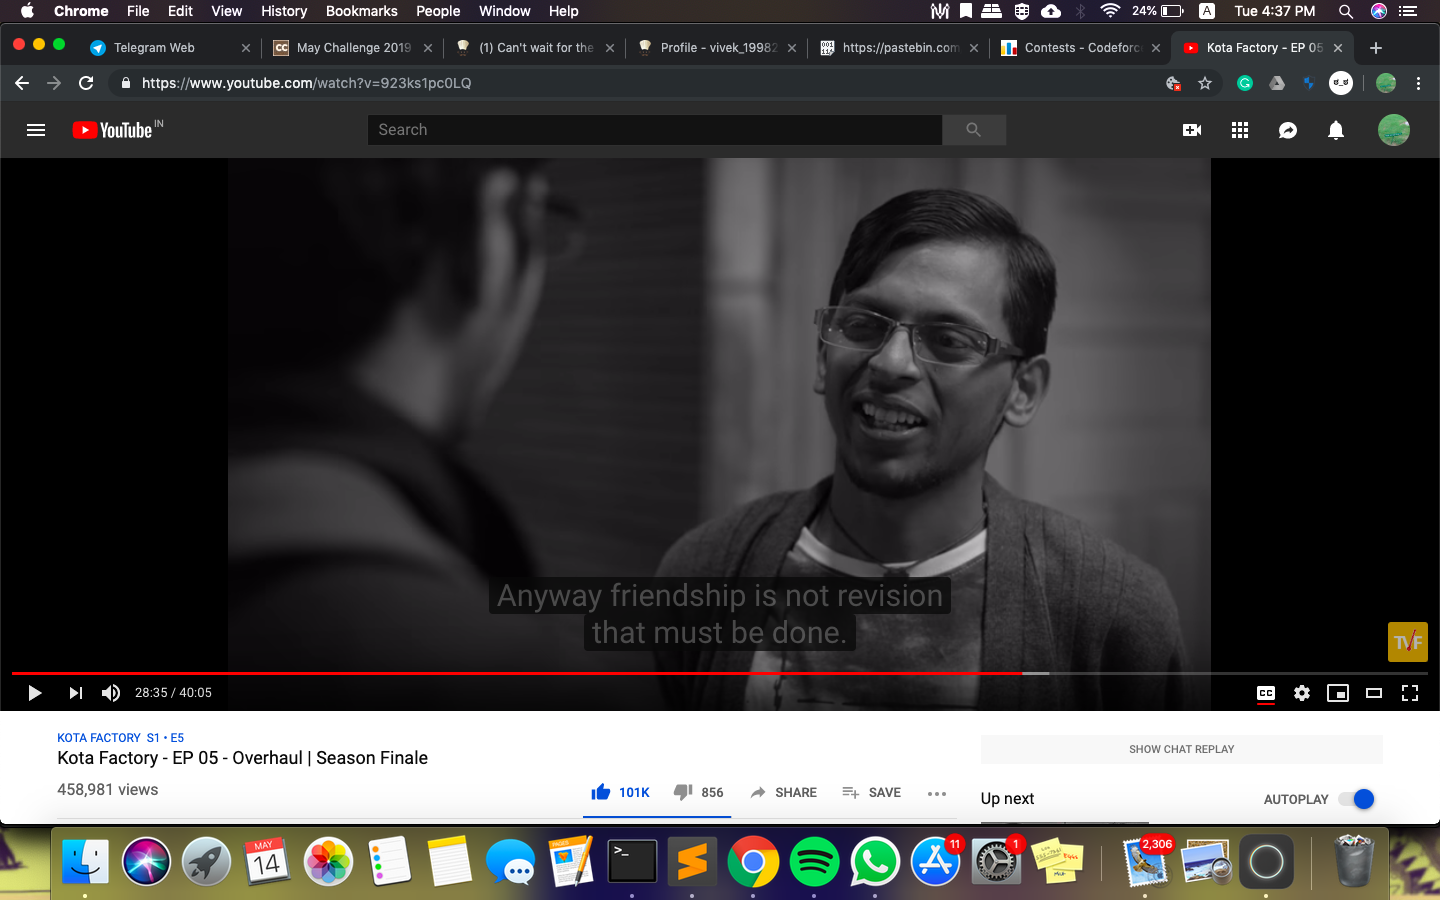 Chrome File Edit View History Bookmarks People Window Help 24% A Tue 4:37 PM
Telegram Web CC May Challenge 2019 (1) Can't wait for the Profile - vivek_19982 https://pastebin.com Contests - Codeforc Kota Factory - EP 05
https://www.youtube.com/watch?v=923ks1pc0LQ
YouTube IN Search
Anyway friendship is not revision
that must be done.
TVF
28:35 / 40:05 CC
KOTA FACTORY S1 • E5
Kota Factory - EP 05 - Overhaul | Season Finale
458,981 views 101K 856 SHARE SAVE
SHOW CHAT REPLAY
Up next AUTOPLAY
MAY
14
PAGES
>_
11
1
2,306